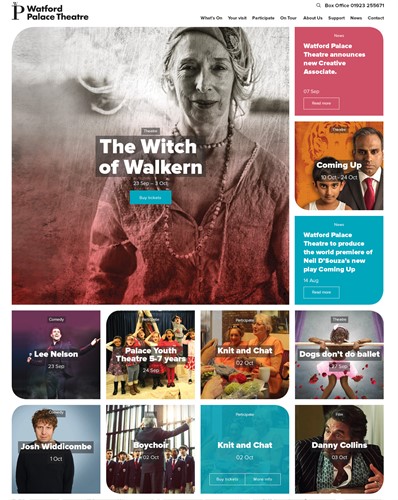 Watford
Palace Theatre
Box Office 01923 255671
What's On Your visit Participate On Tour About Us Support News Contact
Theatre
The Witch
of Walkern
23 Sep – 3 Oct
Buy tickets
News
Watford Palace
Theatre announces
new Creative
Associate.
07 Sep
Read more
Theatre
Coming Up
10 Oct - 24 Oct
News
Watford Palace
Theatre to produce
the world premiere of
Neil D'Souza's new
play Coming Up
14 Aug
Read more
Comedy
Lee Nelson
23 Sep
Participate
Palace Youth
Theatre 5-7 years
24 Sep
Participate
Knit and Chat
02 Oct
Theatre
Dogs don't do ballet
27 Sep
Comedy
Josh Widdicombe
1 Oct
Boychoir
02 Oct
Participate
Knit and Chat
02 Oct
Buy tickets More info
Film
Danny Collins
03 Oct